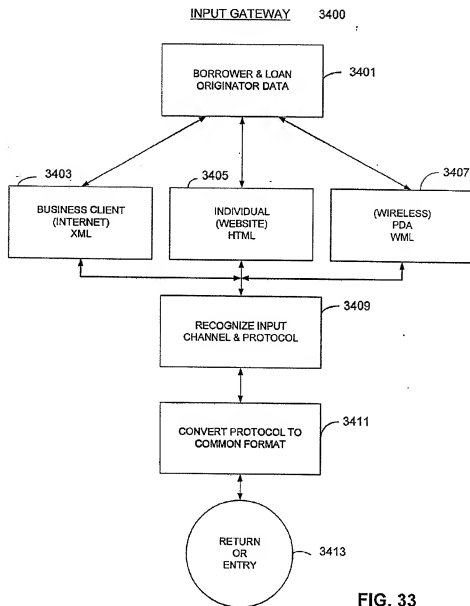 INPUT GATEWAY 3400
BORROWER & LOAN
ORIGINATOR DATA
3401
3403
BUSINESS CLIENT
(INTERNET)
XML
3405
INDIVIDUAL
(WEBSITE)
HTML
3407
(WIRELESS)
PDA
WML
RECOGNIZE INPUT
CHANNEL & PROTOCOL
3409
CONVERT PROTOCOL TO
COMMON FORMAT
3411
RETURN
OR
ENTRY
3413
FIG. 33